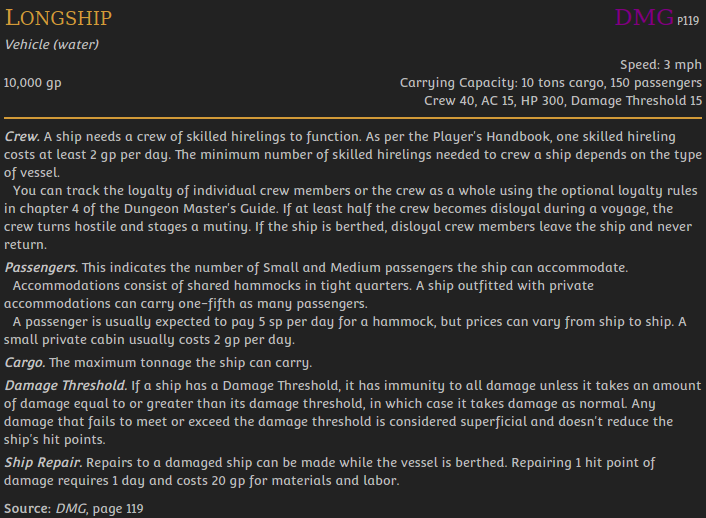 Longship DMG P119
Vehicle (water)
Speed: 3 mph
10,000 gp Carrying Capacity: 10 tons cargo, 150 passengers
Crew 40, AC 15, HP 300, Damage Threshold 15
Crew. A ship needs a crew of skilled hirelings to function. As per the Player's Handbook, one skilled hireling
costs at least 2 gp per day. The minimum number of skilled hirelings needed to crew a ship depends on the type
of vessel.
You can track the loyalty of individual crew members or the crew as a whole using the optional loyalty rules
in chapter 4 of the Dungeon Master's Guide. If at least half the crew becomes disloyal during a voyage, the
crew turns hostile and stages a mutiny. If the ship is berthed, disloyal crew members leave the ship and never
return.
Passengers. This indicates the number of Small and Medium passengers the ship can accommodate.
Accommodations consist of shared hammocks in tight quarters. A ship outfitted with private
accommodations can carry one-fifth as many passengers.
A passenger is usually expected to pay 5 sp per day for a hammock, but prices can vary from ship to ship. A
small private cabin usually costs 2 gp per day.
Cargo. The maximum tonnage the ship can carry.
Damage Threshold. If a ship has a Damage Threshold, it has immunity to all damage unless it takes an amount
of damage equal to or greater than its damage threshold, in which case it takes damage as normal. Any
damage that fails to meet or exceed the damage threshold is considered superficial and doesn't reduce the
ship's hit points.
Ship Repair. Repairs to a damaged ship can be made while the vessel is berthed. Repairing 1 hit point of
damage requires 1 day and costs 20 gp for materials and labor.
Source: DMG, page 119